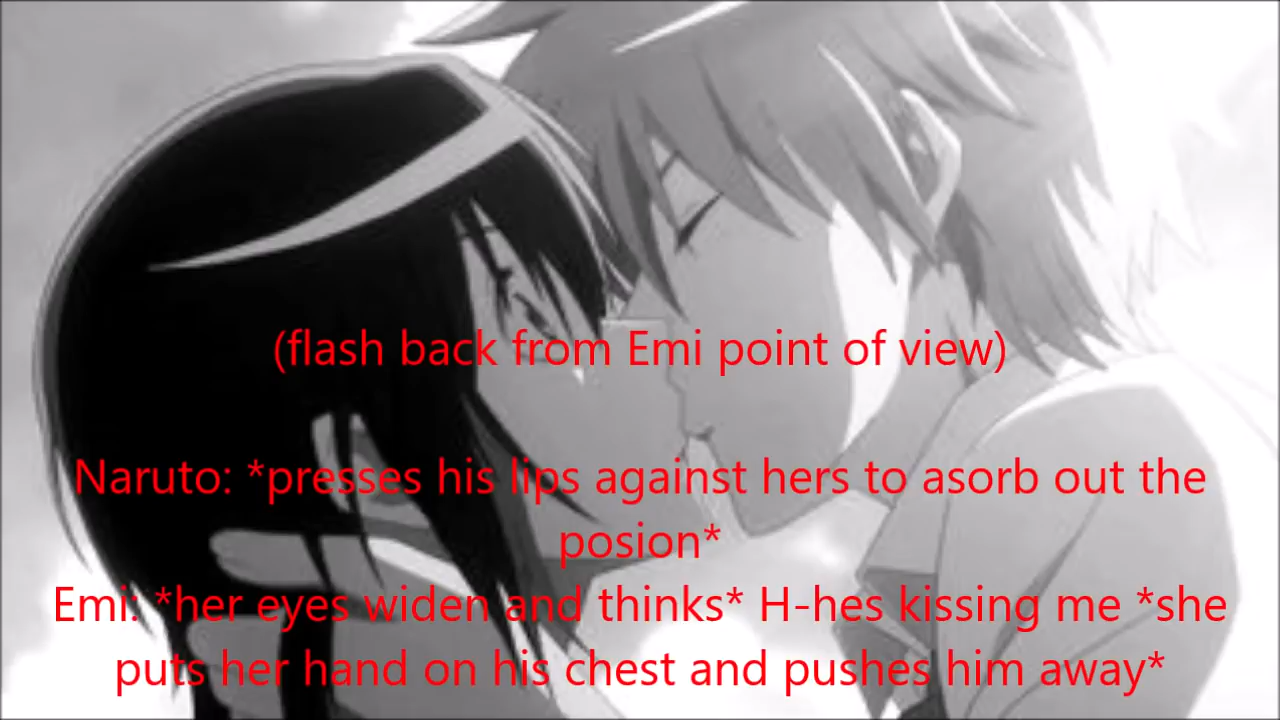 (flash back from Emi point of view)
Naruto: *presses his lips against hers to asorb out the
posion*
Emi: *her eyes widen and thinks* H-hes kissing me *she
puts her hand on his chest and pushes him away*